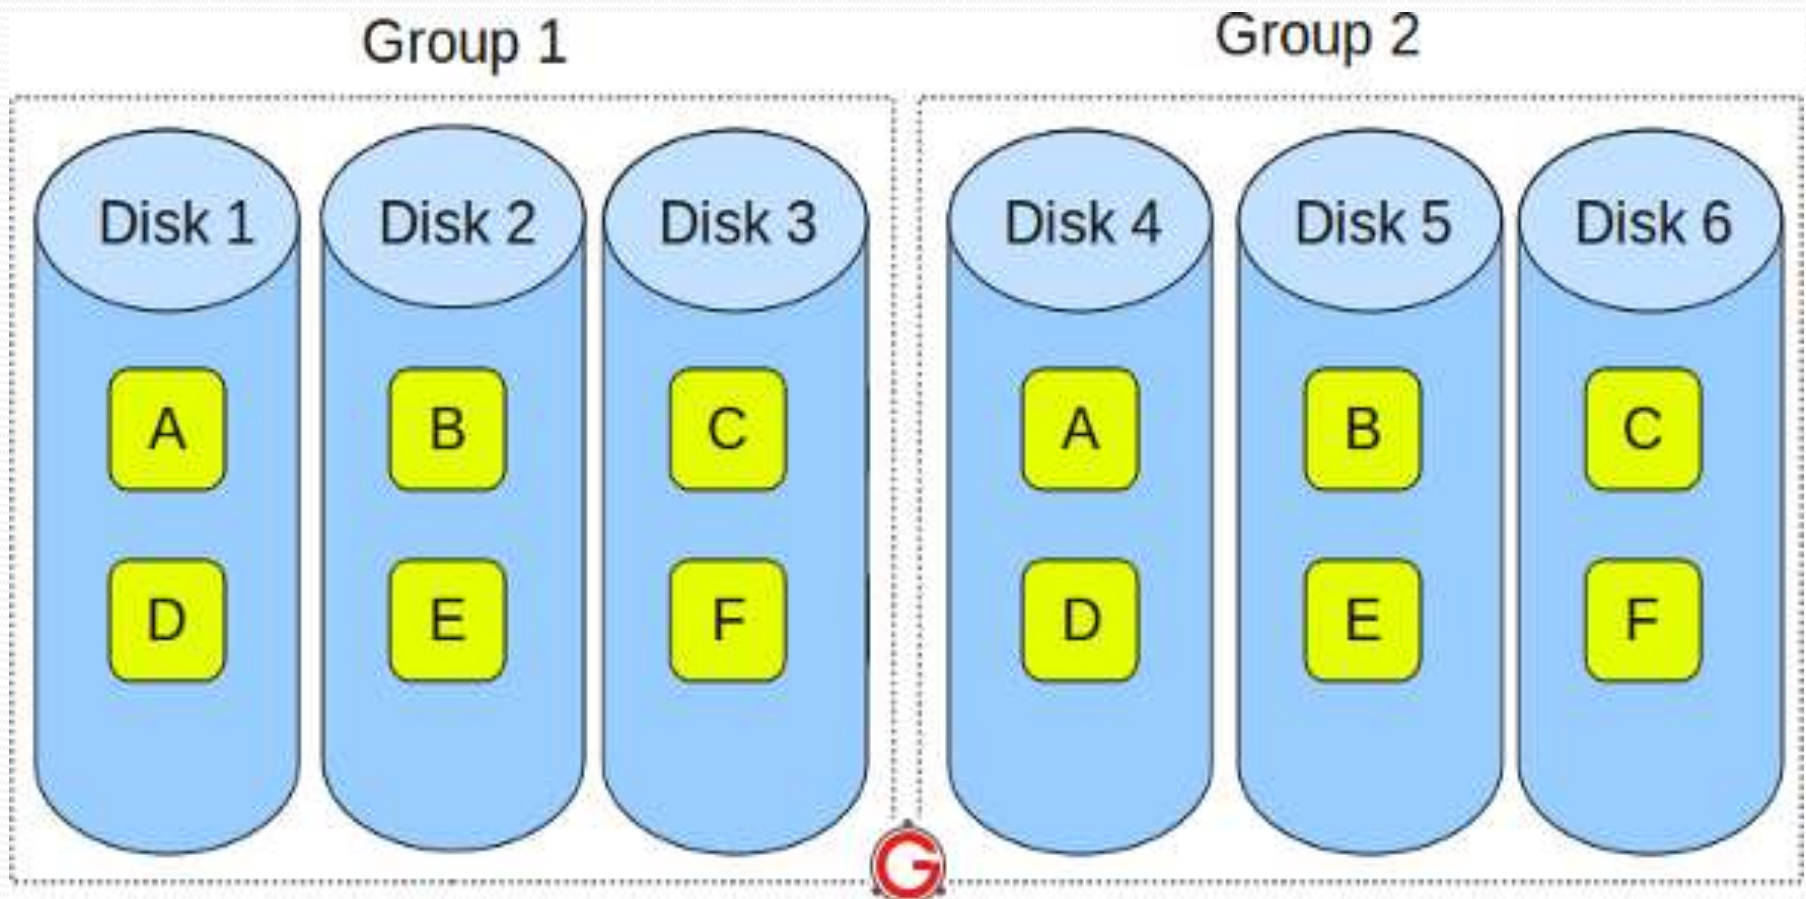 Group 1
Group 2
Disk 1 Disk 2 Disk 3 Disk 4 Disk 5 Disk 6
A B C A B C
D E F D E F
G